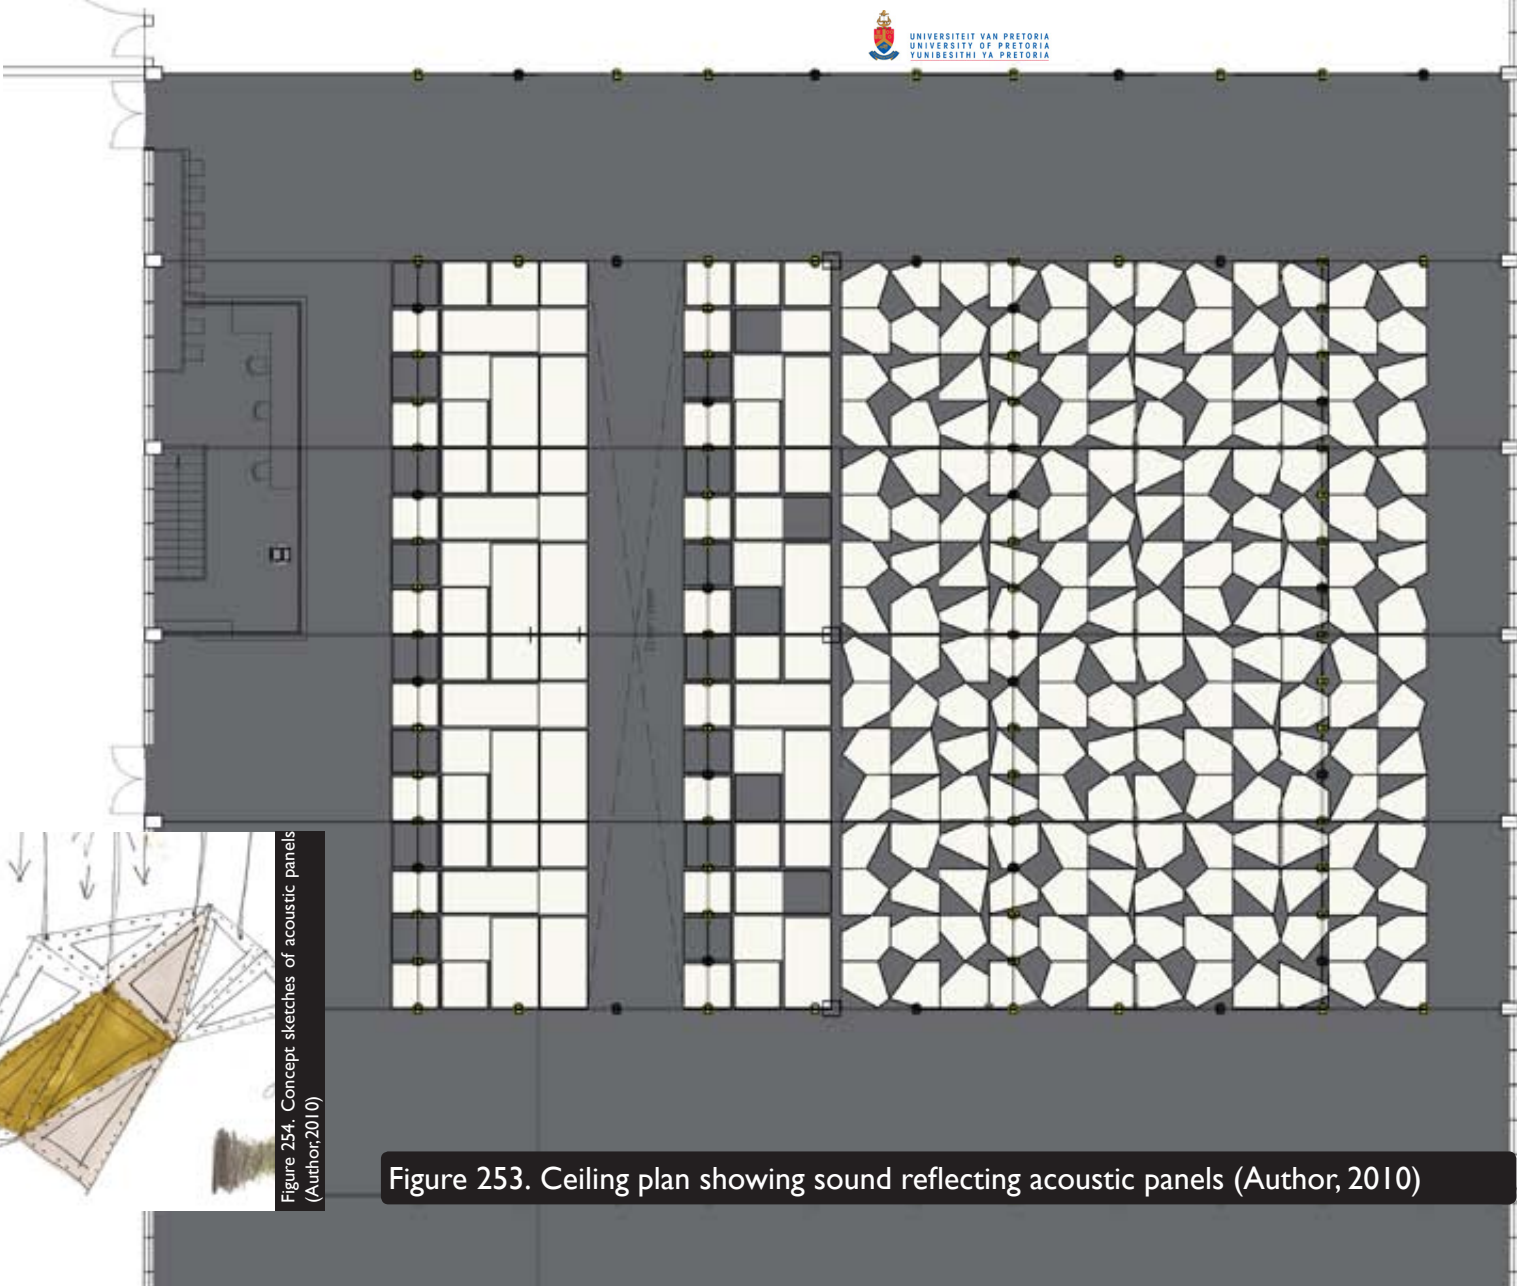 UNIVERSITEIT VAN PRETORIA
UNIVERSITY OF PRETORIA
YUNIBESITHI YA PRETORIA
Figure 254. Concept sketches of acoustic panels
(Author,2010)
Figure 253. Ceiling plan showing sound reflecting acoustic panels (Author, 2010)